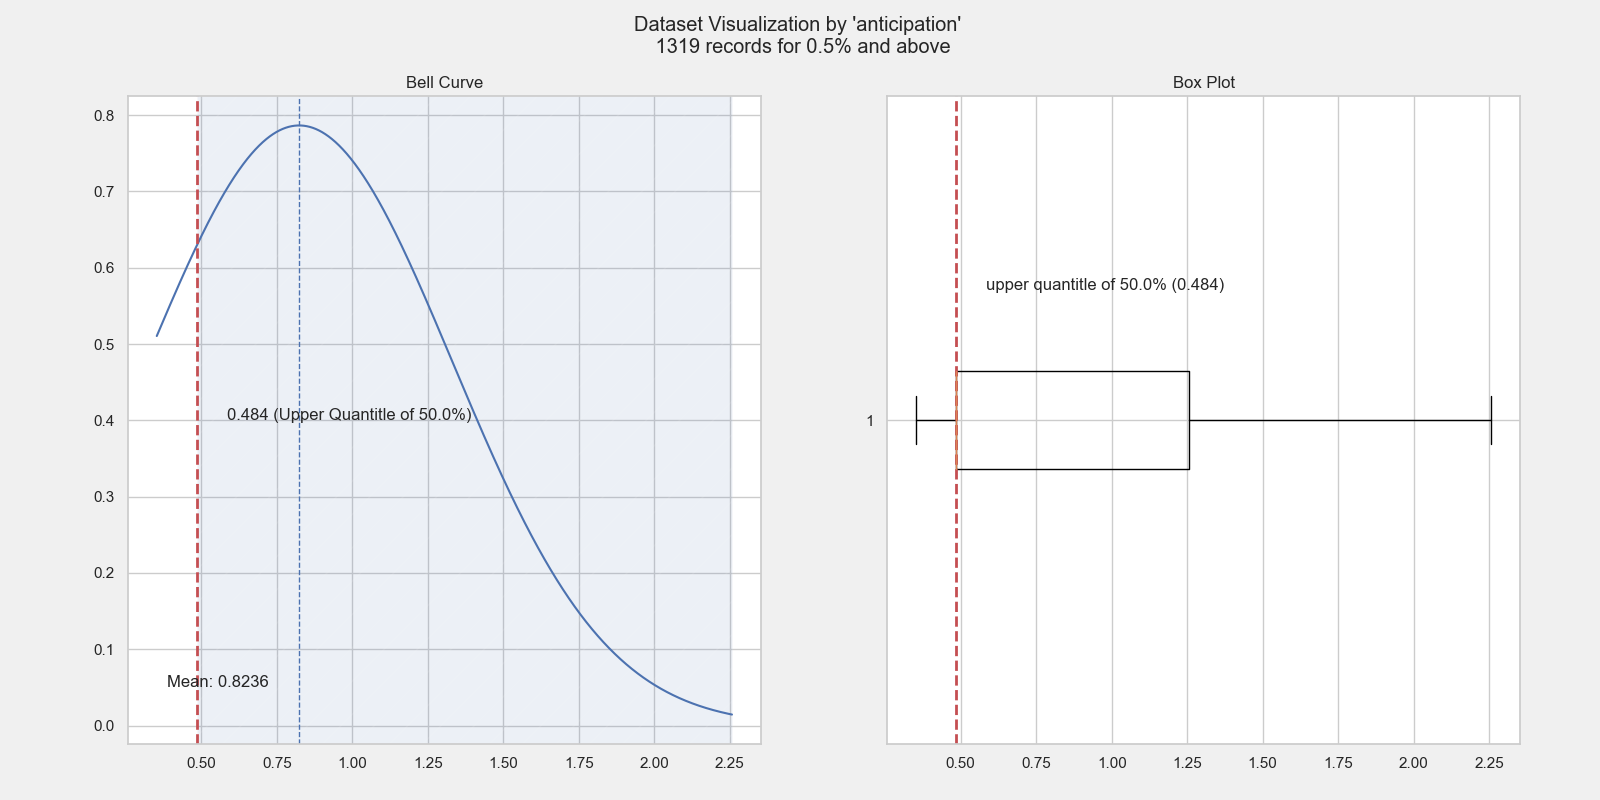 Dataset Visualization by 'anticipation'
1319 records for 0.5% and above
Bell Curve
0.8
0.7
0.6
0.5
0.4
0.3
0.2
0.1
0.0
0.484 (Upper Quantitle of 50.0%)
Mean: 0.8236
0.50 0.75 1.00 1.25 1.50 1.75 2.00 2.25
Box Plot
upper quantitle of 50.0% (0.484)
1
0.50 0.75 1.00 1.25 1.50 1.75 2.00 2.25